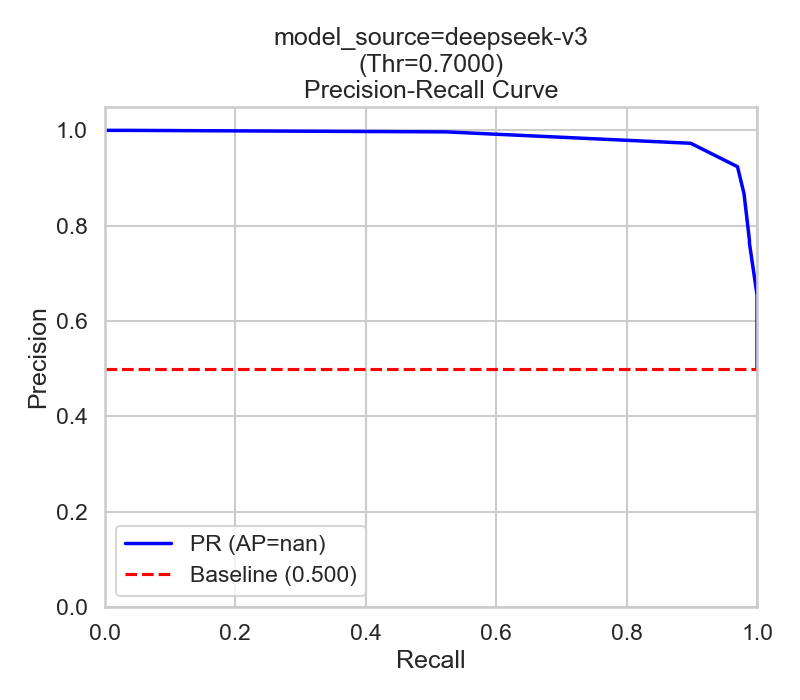 model_source=deepseek-v3
(Thr=0.7000)
Precision-Recall Curve
1.0
0.8
0.6
0.4
0.2
0.0
Precision
PR (AP=nan)
Baseline (0.500)
0.0 0.2 0.4 0.6 0.8 1.0
Recall